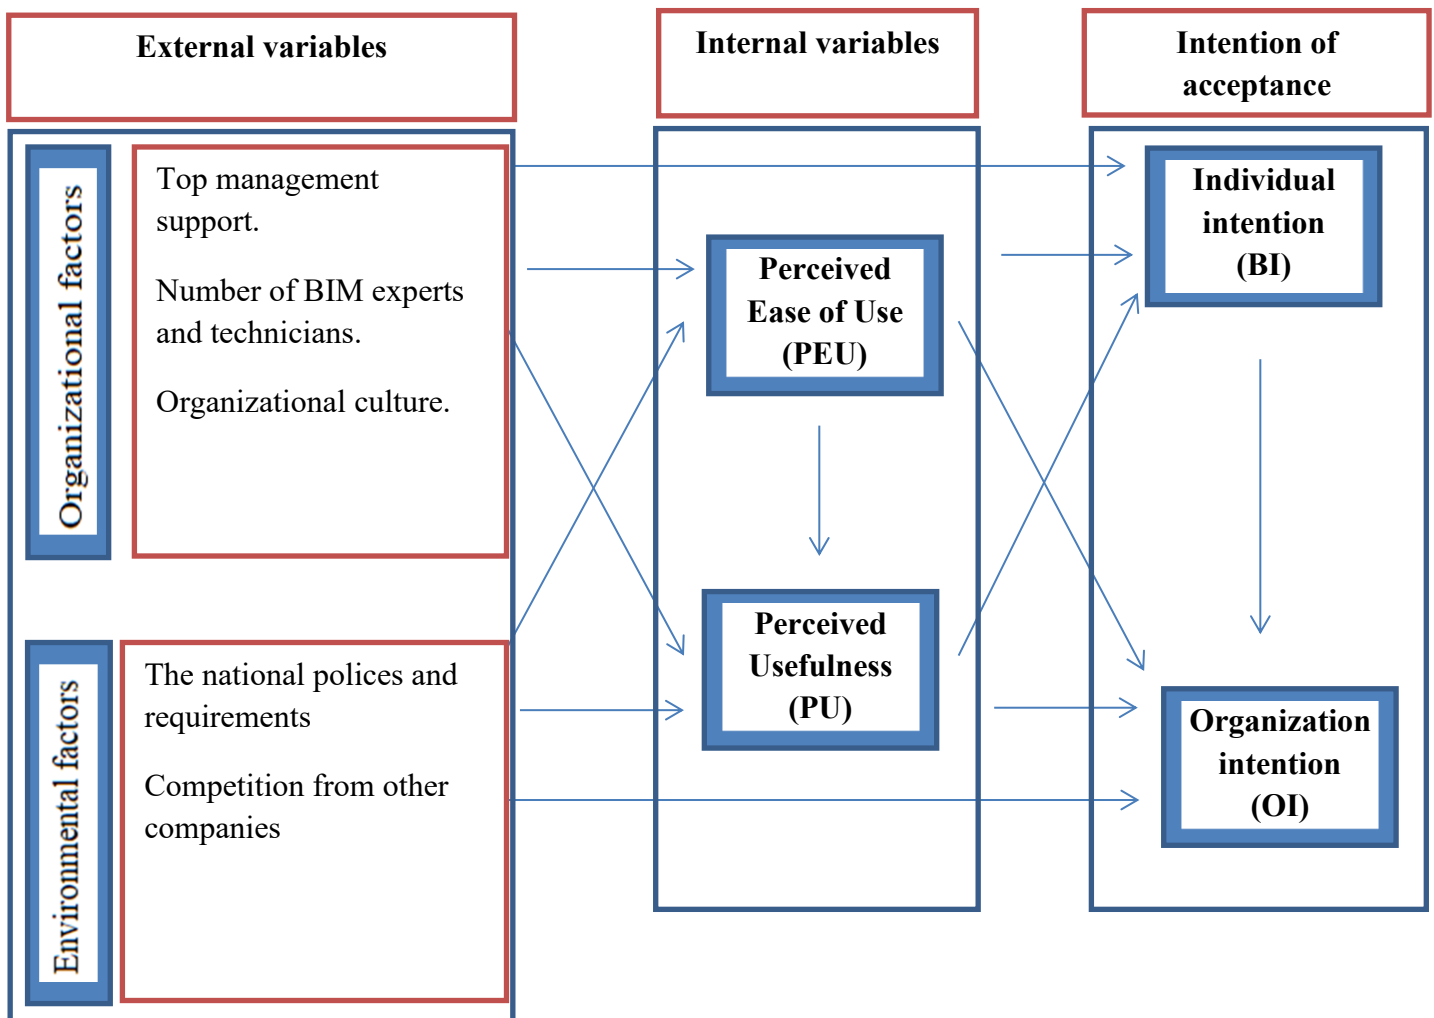 External variables
Internal variables
Intention of
acceptance
Organizational factors
Top management
support.
Number of BIM experts
and technicians.
Organizational culture.
Environmental factors
The national polices and
requirements
Competition from other
companies
Perceived
Ease of Use
(PEU)
Perceived
Usefulness
(PU)
Individual
intention
(BI)
Organization
intention
(OI)